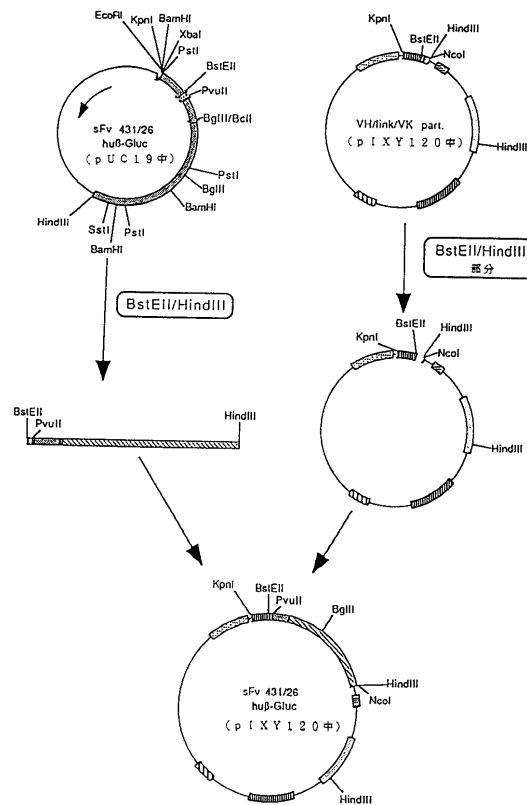 EcoRI
KpnI
BamHI
XbaI
PstI
BstEII
PvuII
BglII/BclI
sFv 431/26
huβ-Gluc
(pUC19中)
PstI
BglII
BamHI
HindIII
SstI
PstI
BamHI
KpnI
HindIII
BstEII
NcoI
VH/link/VK part.
(pIXY120中)
HindIII
BstEII/HindIII
BstEII/HindIII
部分
BstEII
HindIII
KpnI
NcoI
HindIII
BstEII
PvuII
HindIII
KpnI
BstEII
PvuII
BglII
HindIII
NcoI
sFv 431/26
huβ-Gluc
(pIXY120中)
HindIII